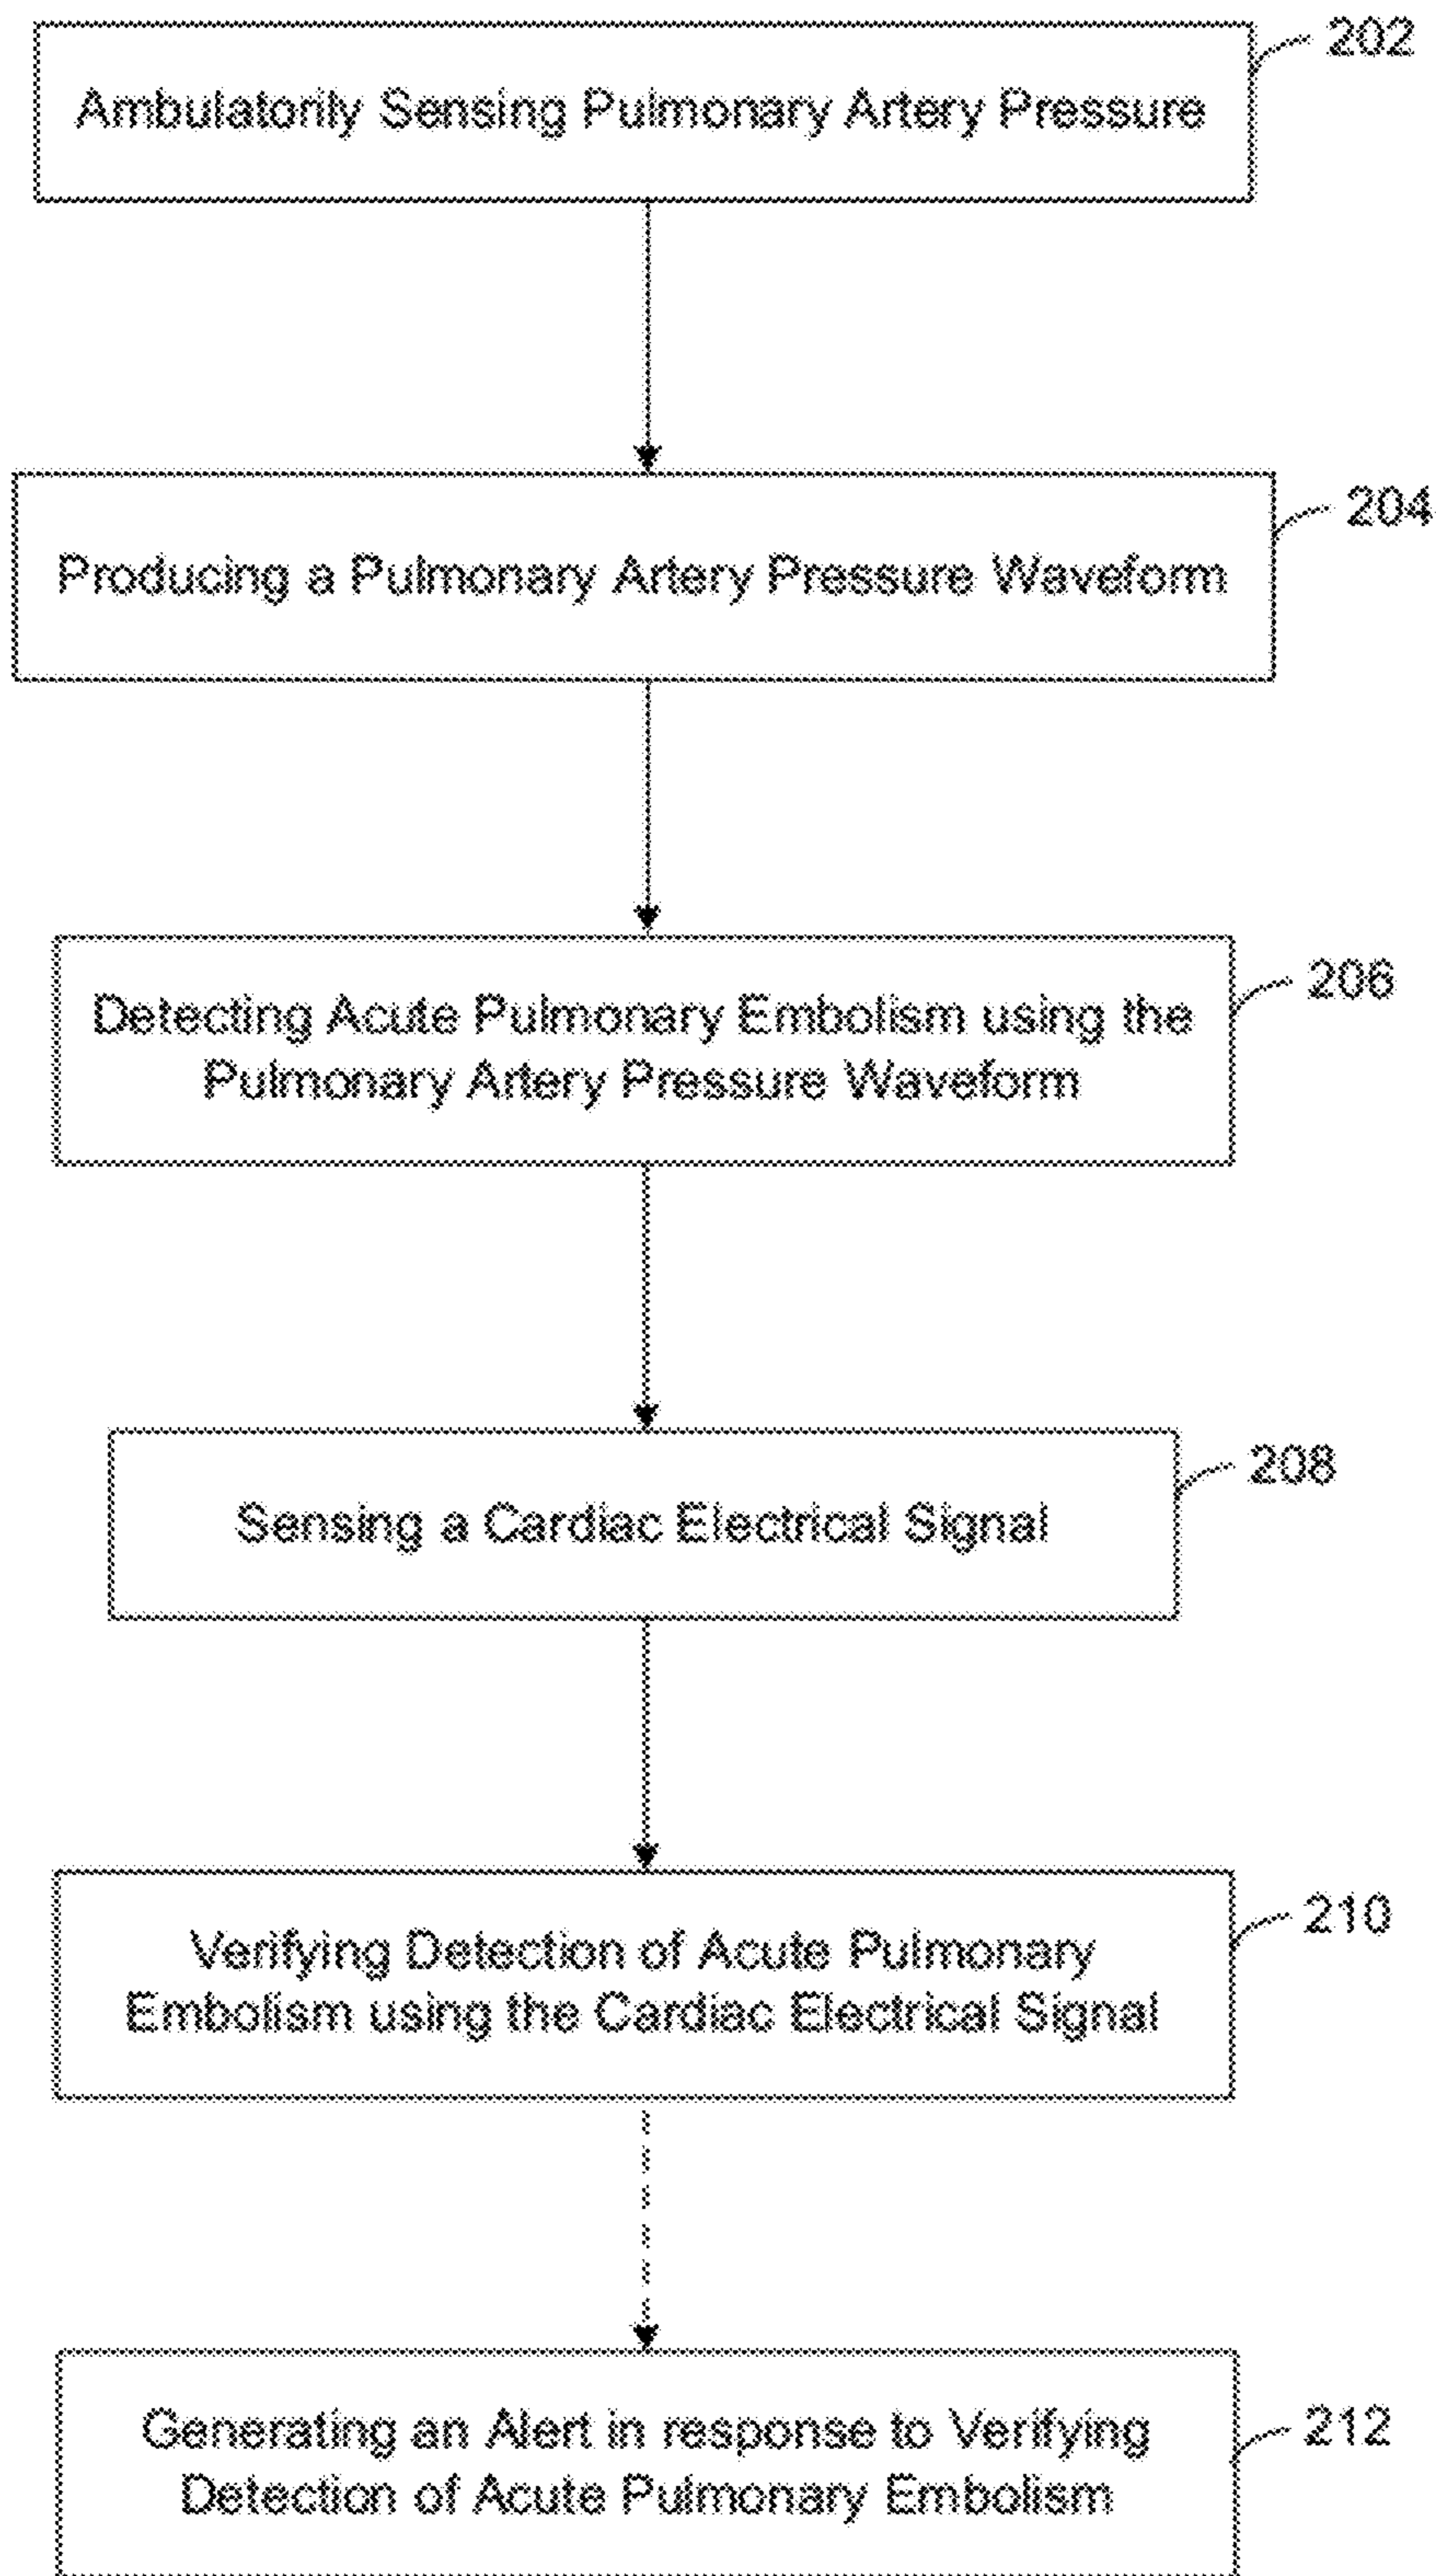 202
Ambulatorily Sensing Pulmonary Artery Pressure
204
Producing a Pulmonary Artery Pressure Waveform
206
Detecting Acute Pulmonary Embolism using the
Pulmonary Artery Pressure Waveform
208
Sensing a Cardiac Electrical Signal
210
Verifying Detection of Acute Pulmonary
Embolism using the Cardiac Electrical Signal
212
Generating an Alert in response to Verifying
Detection of Acute Pulmonary Embolism